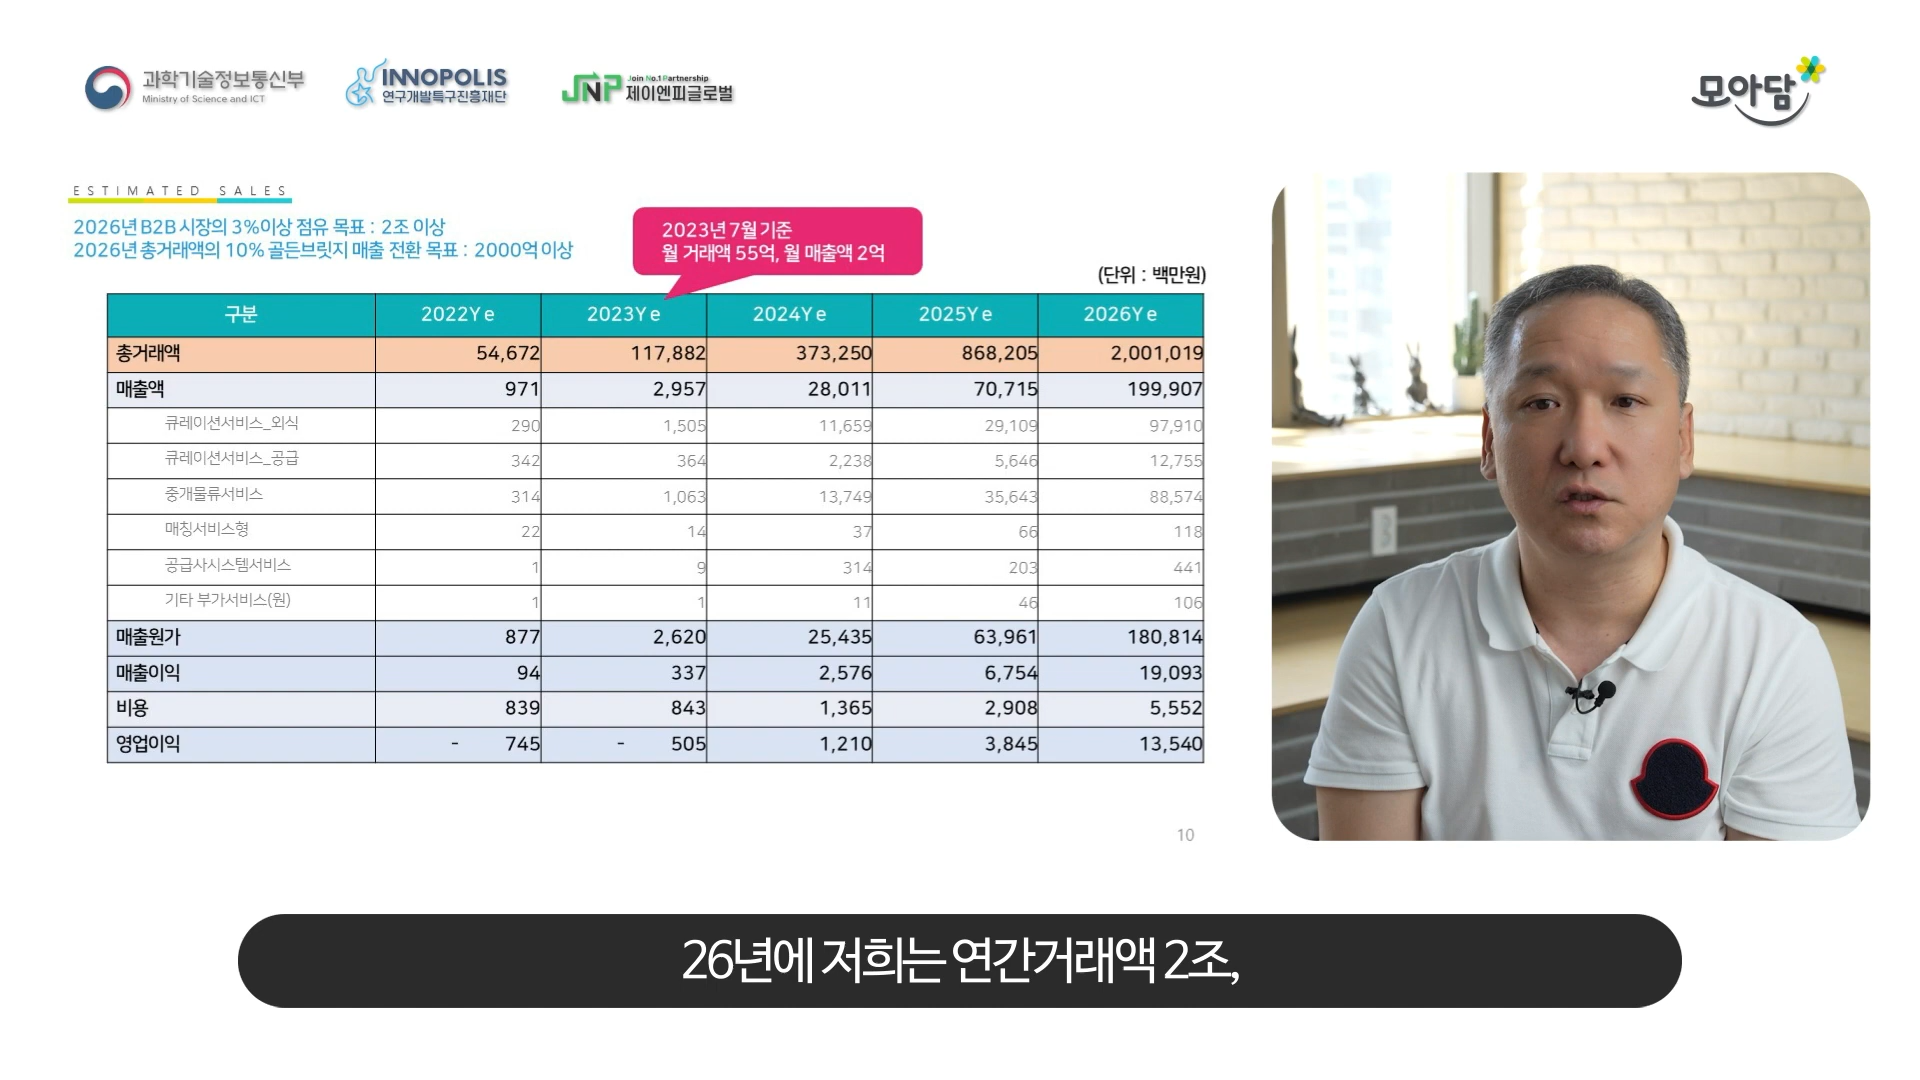 과학기술정보통신부
Ministry of Science and ICT
INNOPOLIS
연구개발특구진흥재단
JNP
Join No.1 Partnership
제이엔피글로벌
모아담
ESTIMATED SALES
2026년 B2B 시장의 3%이상 점유 목표 : 2조 이상
2026년 총거래액의 10% 골든브릿지 매출 전환 목표 : 2000억 이상
2023년 7월 기준
월 거래액 55억, 월 매출액 2억
(단위 : 백만원)
구분 2022Y e 2023Y e 2024Y e 2025Y e 2026Y e
총거래액 54,672 117,882 373,250 868,205 2,001,019
매출액 971 2,957 28,011 70,715 199,907
큐레이션서비스_외식 290 1,505 11,659 29,109 97,910
큐레이션서비스_공급 342 364 2,238 5,646 12,755
중개물류서비스 314 1,063 13,749 35,643 88,574
매칭서비스형 22 14 37 66 118
공급사시스템서비스 1 9 314 203 441
기타 부가서비스(원) 1 1 11 46 106
매출원가 877 2,620 25,435 63,961 180,814
매출이익 94 337 2,576 6,754 19,093
비용 839 843 1,365 2,908 5,552
영업이익 - 745 - 505 1,210 3,845 13,540
10
26년에 저희는 연간거래액 2조,